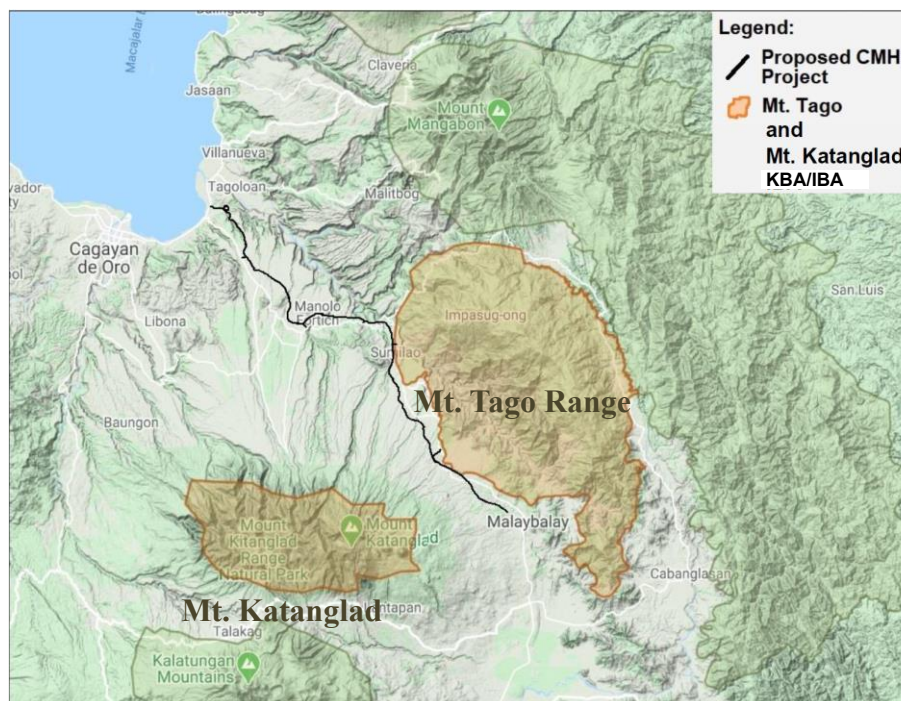 Legend:
Proposed CMH
Project
Mt. Tago
and
Mt. Katanglad
KBA/IBA
Macajalar
Claveria
Jasaan
Mount
Mangabon
Villanueva
Tagoloan
Malitbog
Cagayan
de Oro
San Luis
Manolo
Fortich
Impasug-ong
Libona
Sumilao
Mt. Tago Range
Baungon
Malaybalay
Mount
Kitanglad
Range
Natural Park
Mount
Katanglad
Cabanglasan
Mt. Katanglad
Talakag
Kalatungan
Mountains